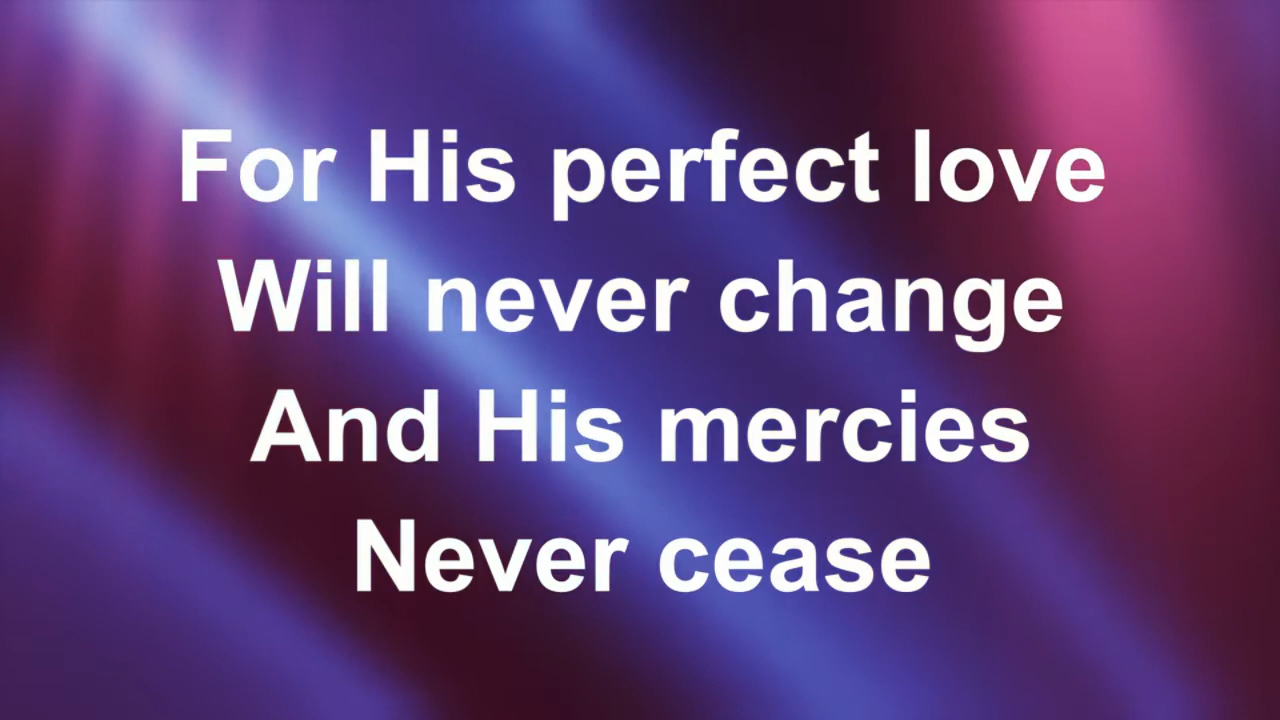 For His perfect love
Will never change
And His mercies
Never cease